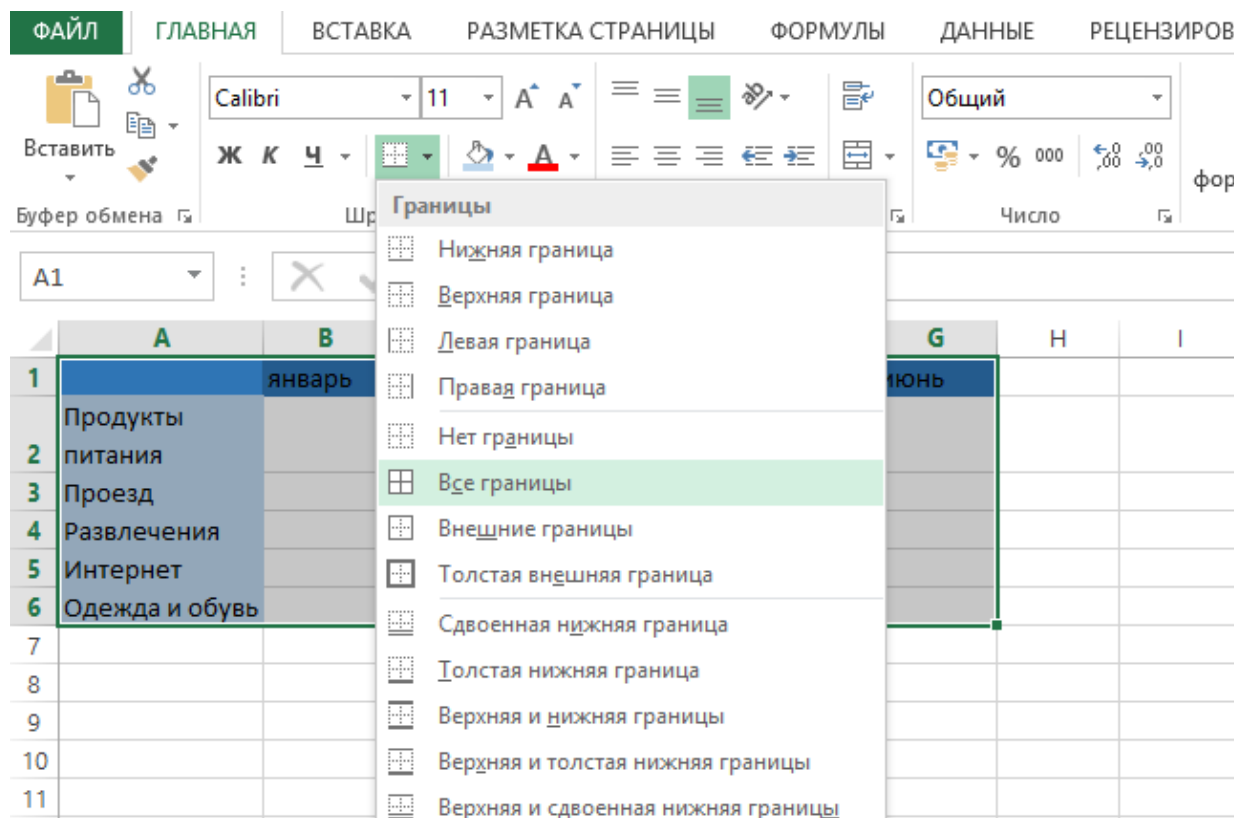 ФАЙЛ ГЛАВНАЯ ВСТАВКА РАЗМЕТКА СТРАНИЦЫ ФОРМУЛЫ ДАННЫЕ РЕЦЕНЗИРОВ
Calibri 11 Общий
Вставить Ж К Ч А % 000
фор
Буфер обмена Шр Число
Границы
A1
Нижняя граница
Верхняя граница
Левая граница
Правая граница
Нет границы
Все границы
Внешние границы
Толстая внешняя граница
Сдвоенная нижняя граница
Толстая нижняя граница
Верхняя и нижняя границы
Верхняя и толстая нижняя границы
Верхняя и сдвоенная нижняя границы
A B G H I
1 январь июнь
Продукты
2 питания
3 Проезд
4 Развлечения
5 Интернет
6 Одежда и обувь
7
8
9
10
11